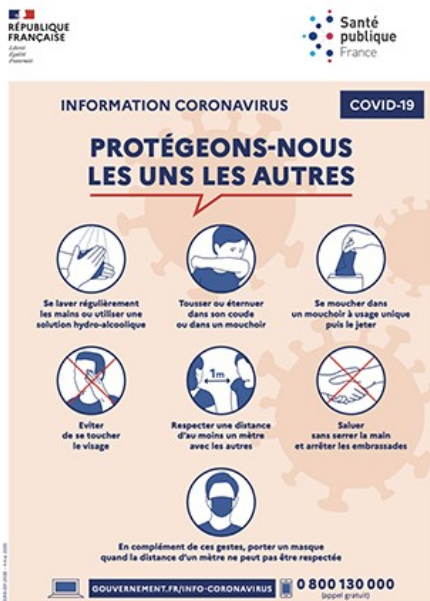 RÉPUBLIQUE
FRANÇAISE
Liberté
Égalité
Fraternité
Santé
publique
France
INFORMATION CORONAVIRUS
COVID-19
PROTÉGEONS-NOUS
LES UNS LES AUTRES
Se laver régulièrement
les mains ou utiliser une
solution hydro-alcoolique
Tousser ou éternuer
dans son coude
ou dans un mouchoir
Se moucher dans
un mouchoir à usage unique
puis le jeter
1m
Eviter
de se toucher
le visage
Respecter une distance
d'au moins un mètre
avec les autres
Saluer
sans serrer la main
et arrêter les embrassades
En complément de ces gestes, porter un masque
quand la distance d'un mètre ne peut pas être respectée
GOUVERNEMENT.FR/INFO-CORONAVIRUS
0 800 130 000
(appel gratuit)